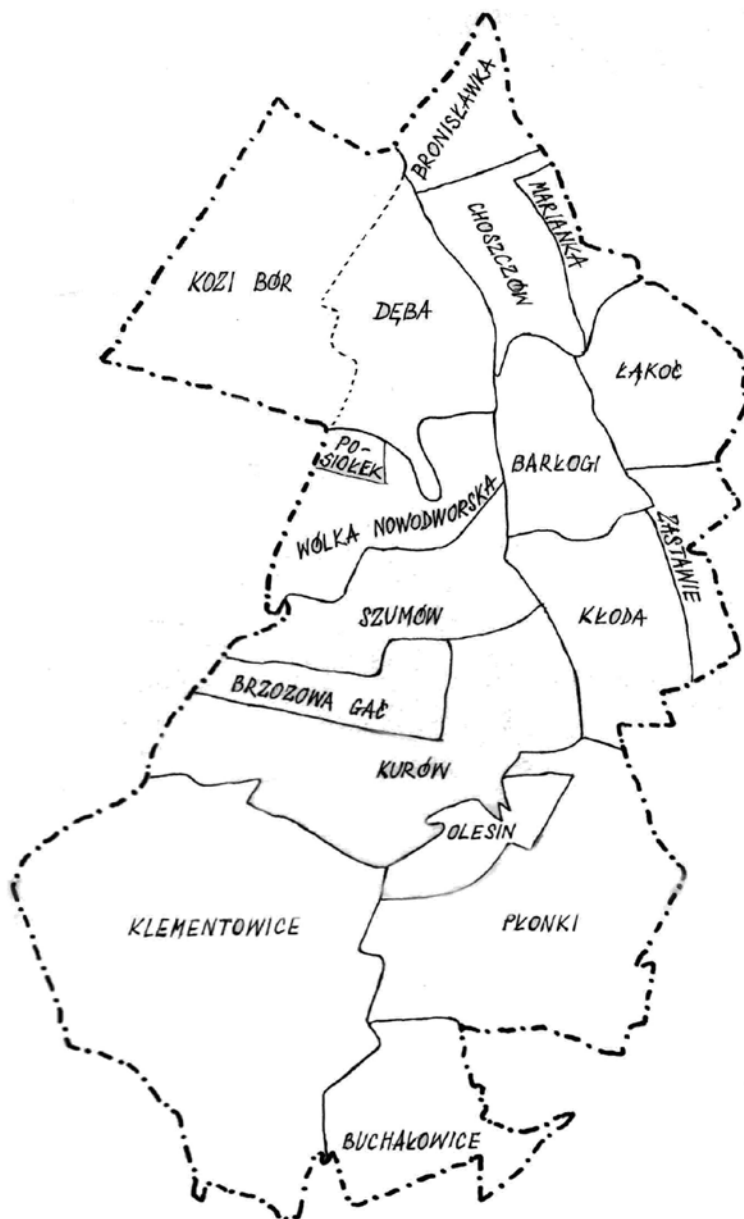 BRONISŁAWKA
MARIANKA
CHOSZCZÓW
KOZI BÓR
DĘBA
ŁĄKOĆ
PO-
SIOŁEK
BARŁOGI
WÓLKA NOWODWORSKA
ZASTAWIE
SZUMÓW
KŁODA
BRZOZOWA GAĆ
KURÓW
OLESIN
KLEMENTOWICE
PŁONKI
BUCHAŁOWICE